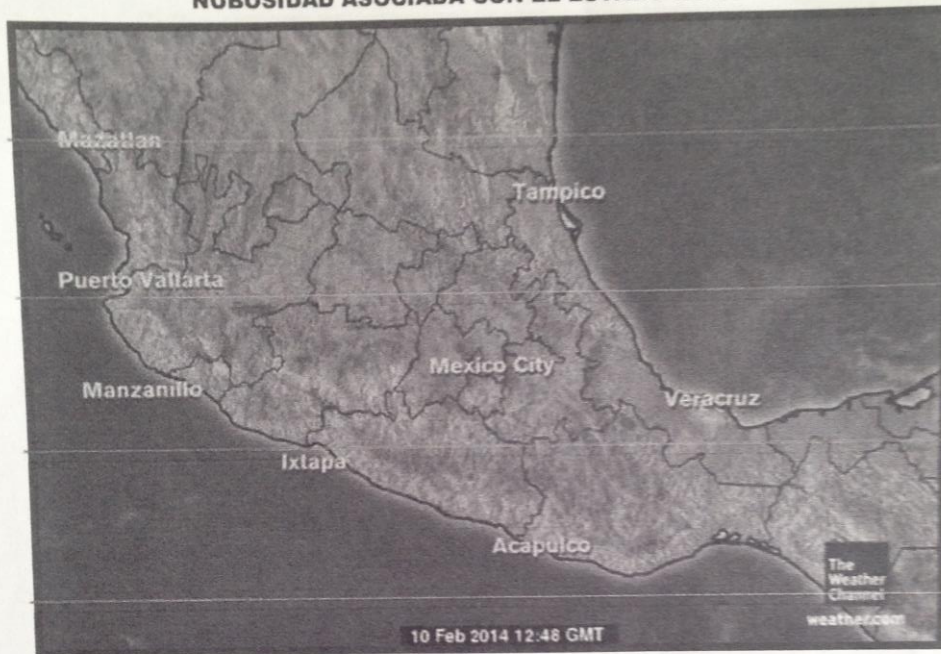 NUBOSIDAD ASOCIADA CON EL
Mazatlan
Tampico
Puerto Vallarta
Mexico City
Manzanillo
Veracruz
Ixtapa
Acapulco
The
Weather
Channel
weather.com
10 Feb 2014 12:48 GMT